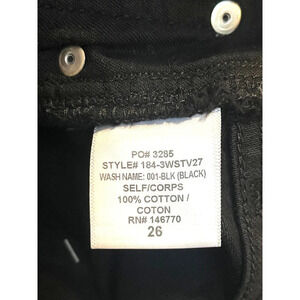 PO# 3285
STYLE# 184-3WSTV27
WASH NAME: 001-BLK (BLACK)
SELF/CORPS
100% COTTON /
COTON
RN# 146770
26